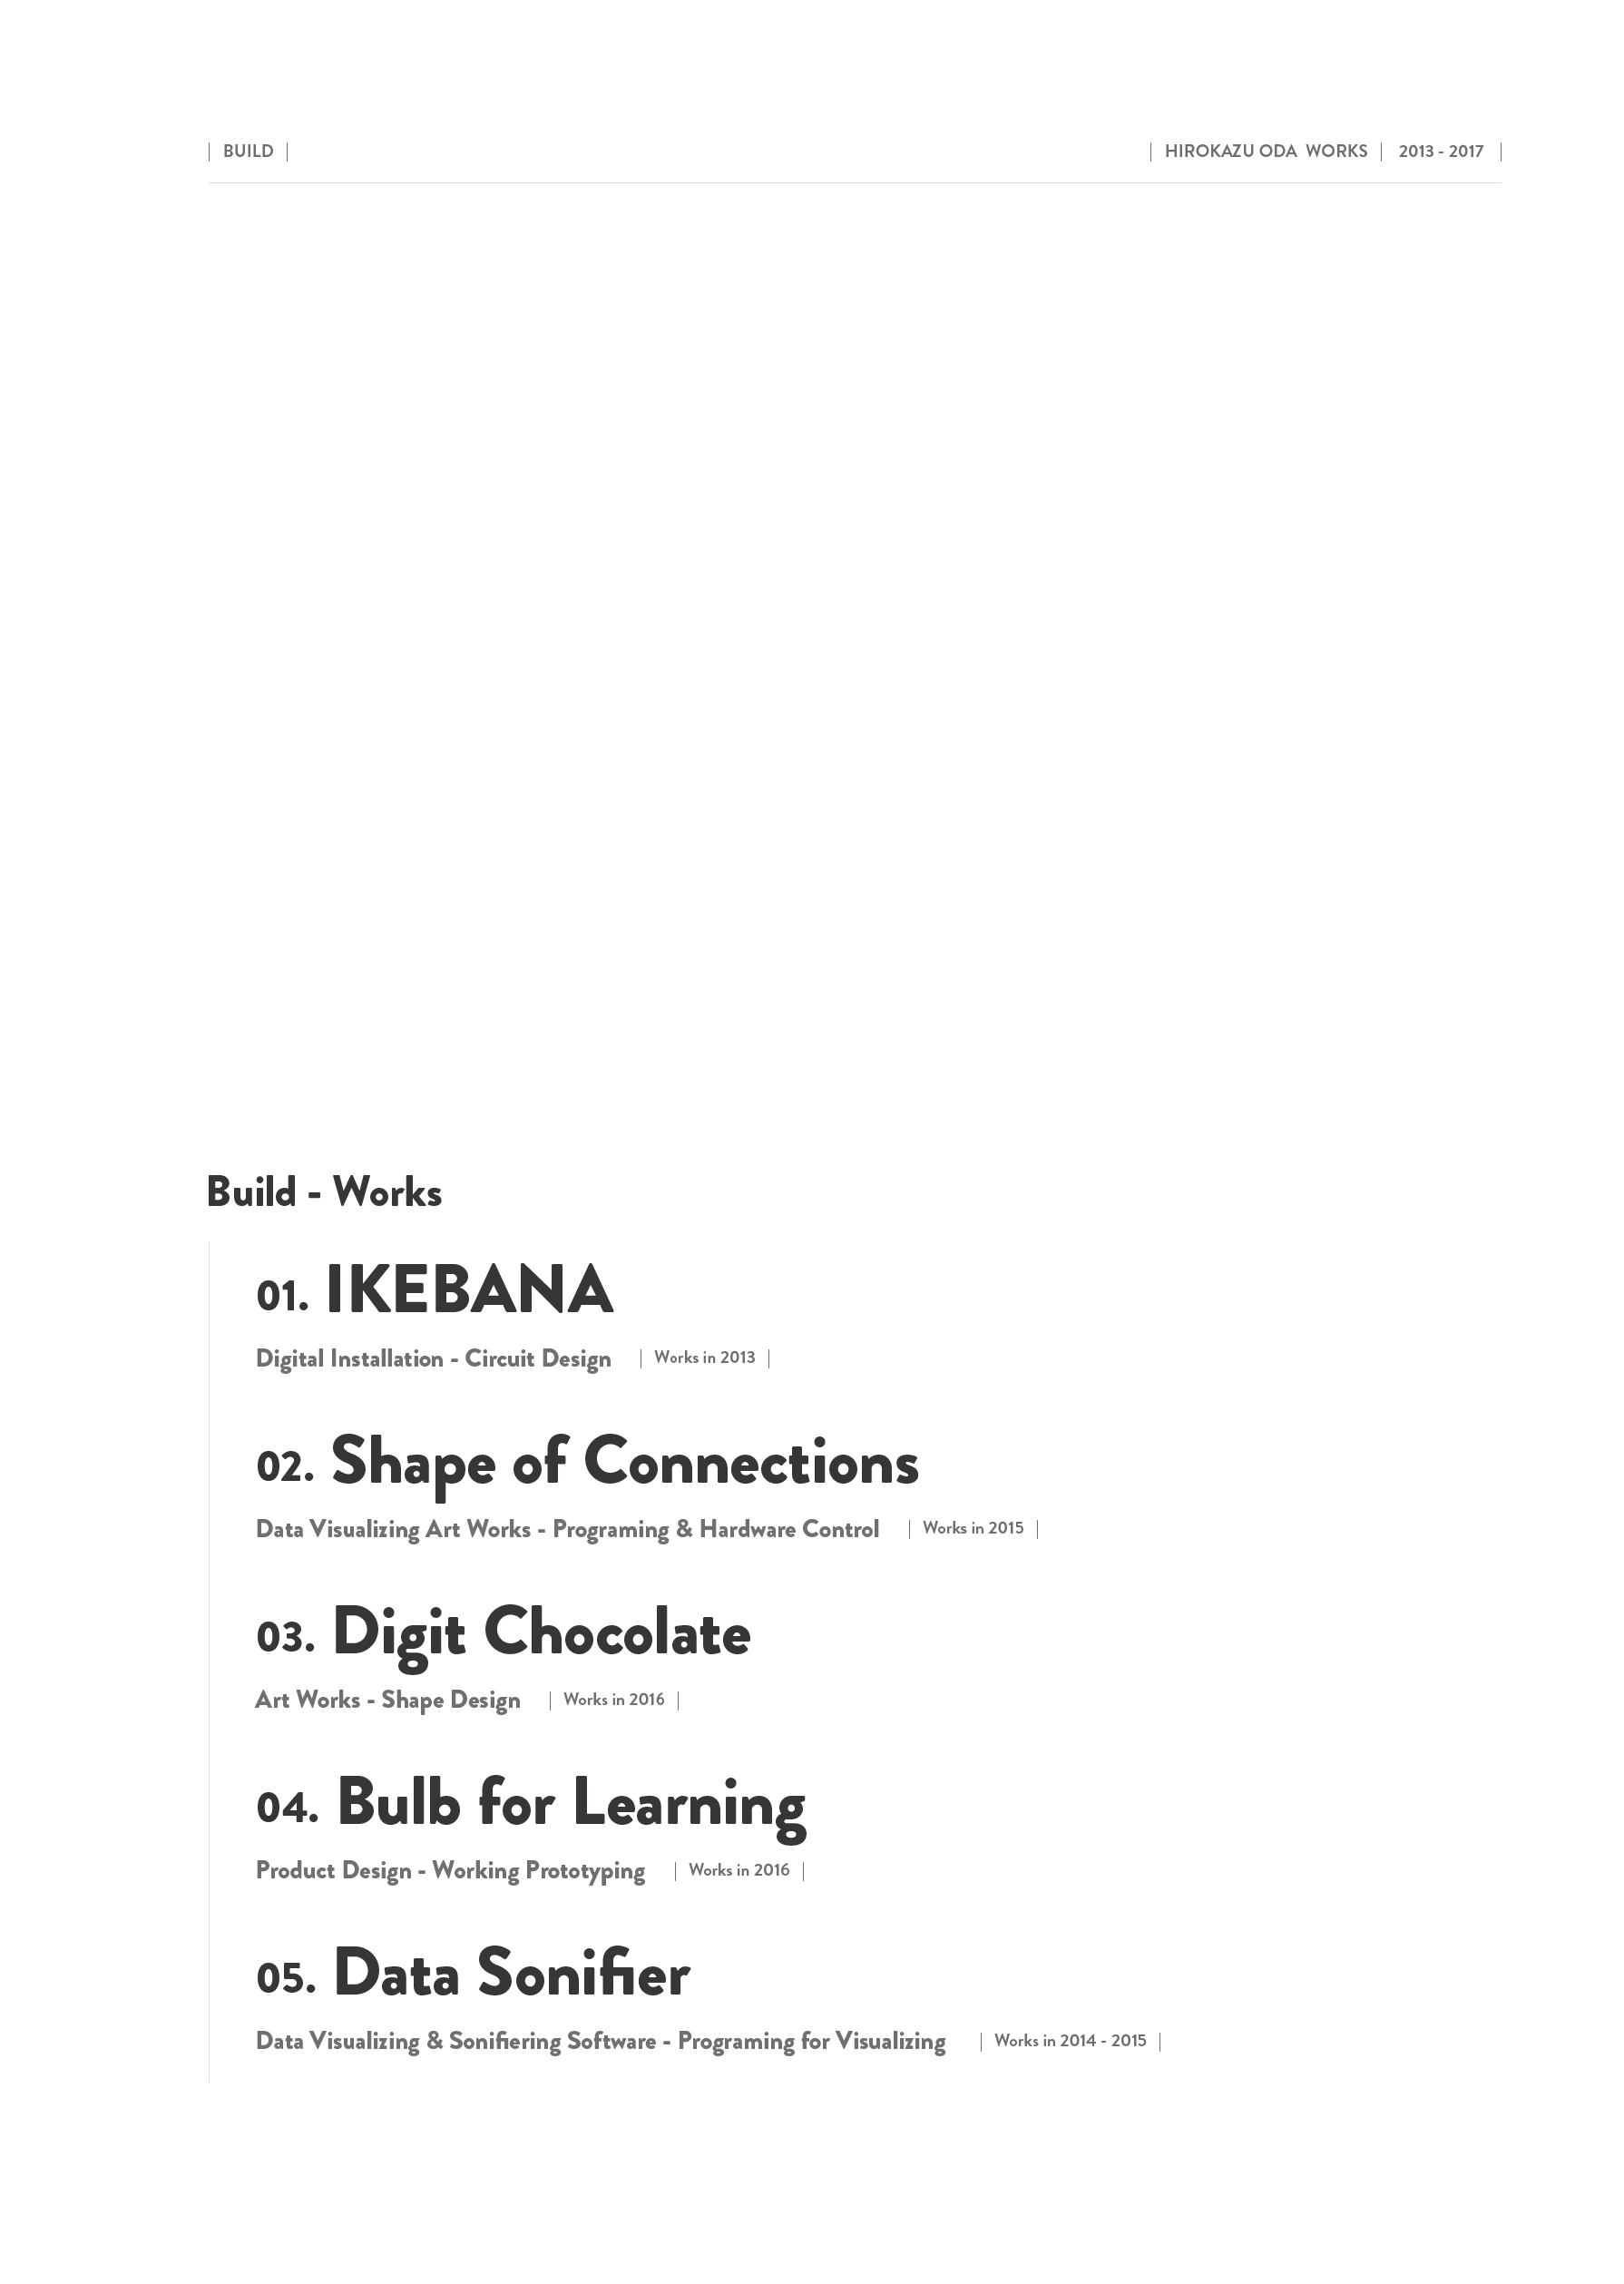 BUILD
HIROKAZU ODA WORKS 2013 - 2017
Build - Works
01. IKEBANA
Digital Installation - Circuit Design Works in 2013
02. Shape of Connections
Data Visualizing Art Works - Programing & Hardware Control Works in 2015
03. Digit Chocolate
Art Works - Shape Design Works in 2016
04. Bulb for Learning
Product Design - Working Prototyping Works in 2016
05. Data Sonifier
Data Visualizing & Sonifiering Software - Programing for Visualizing Works in 2014 - 2015